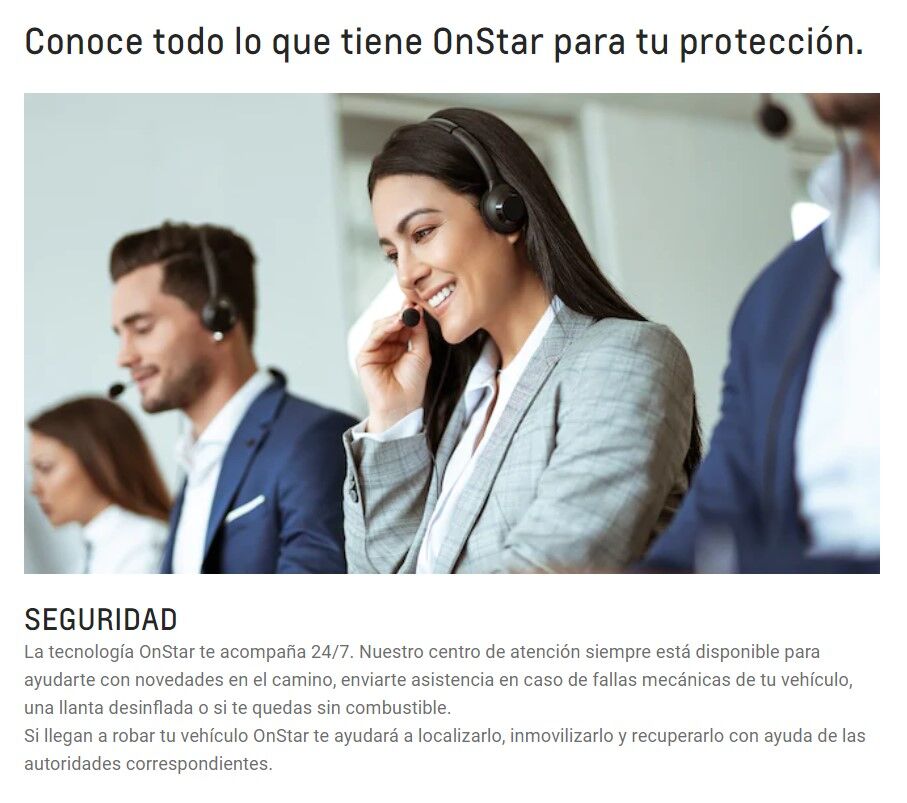 Conoce todo lo que tiene OnStar para tu protección.
SEGURIDAD
La tecnología OnStar te acompaña 24/7. Nuestro centro de atención siempre está disponible para
ayudarte con novedades en el camino, enviarte asistencia en caso de fallas mecánicas de tu vehículo,
una llanta desinflada o si te quedas sin combustible.
Si llegan a robar tu vehículo OnStar te ayudará a localizarlo, inmovilizarlo y recuperarlo con ayuda de las
autoridades correspondientes.